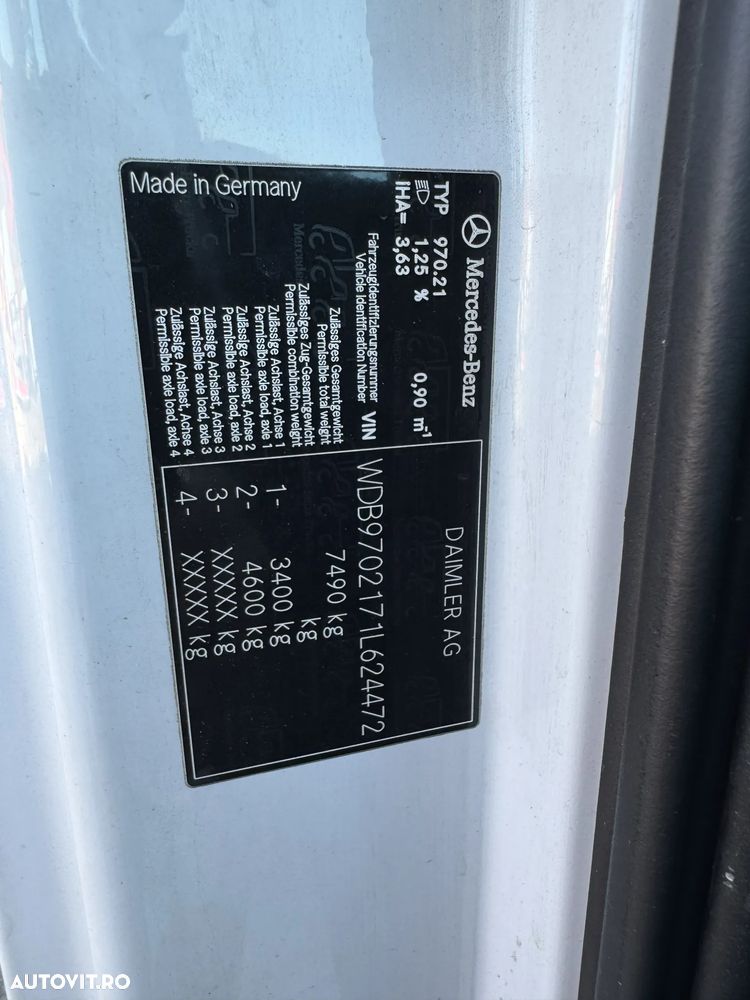 Mercedes-Benz
TYP 970.21
1,25 % 0,90 m-1
IHA= 3,63
DAIMLER AG
Fahrzeugidentifizierungsnummer
Vehicle Identification Number VIN
WDB9702171L624472
Zulässiges Gesamtgewicht
Permissible total weight 7490 kg
Zulässiges Zug-Gesamtgewicht
Permissible combination weight kg
Zulässige Achslast, Achse 1
Permissible axle load, axle 1 1- 3400 kg
Zulässige Achslast, Achse 2
Permissible axle load, axle 2 2- 4600 kg
Zulässige Achslast, Achse 3
Permissible axle load, axle 3 3- XXXXX kg
Zulässige Achslast, Achse 4
Permissible axle load, axle 4 4- XXXXX kg
Made in Germany
AUTOVIT.RO